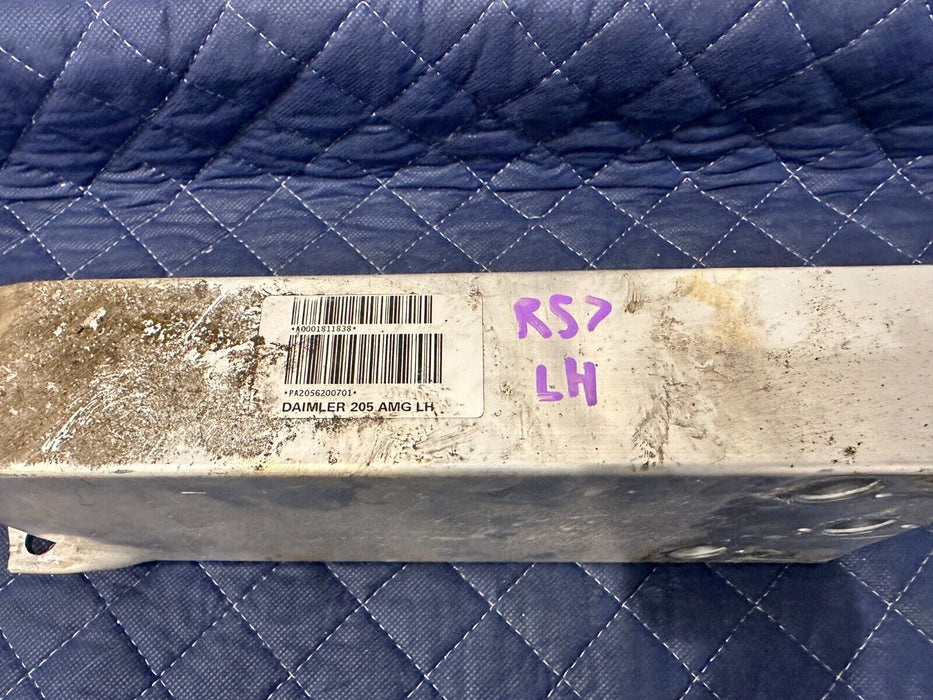 *A0001811838*
*PA2056200701*
DAIMLER 205 AMG LH
RS7
LH